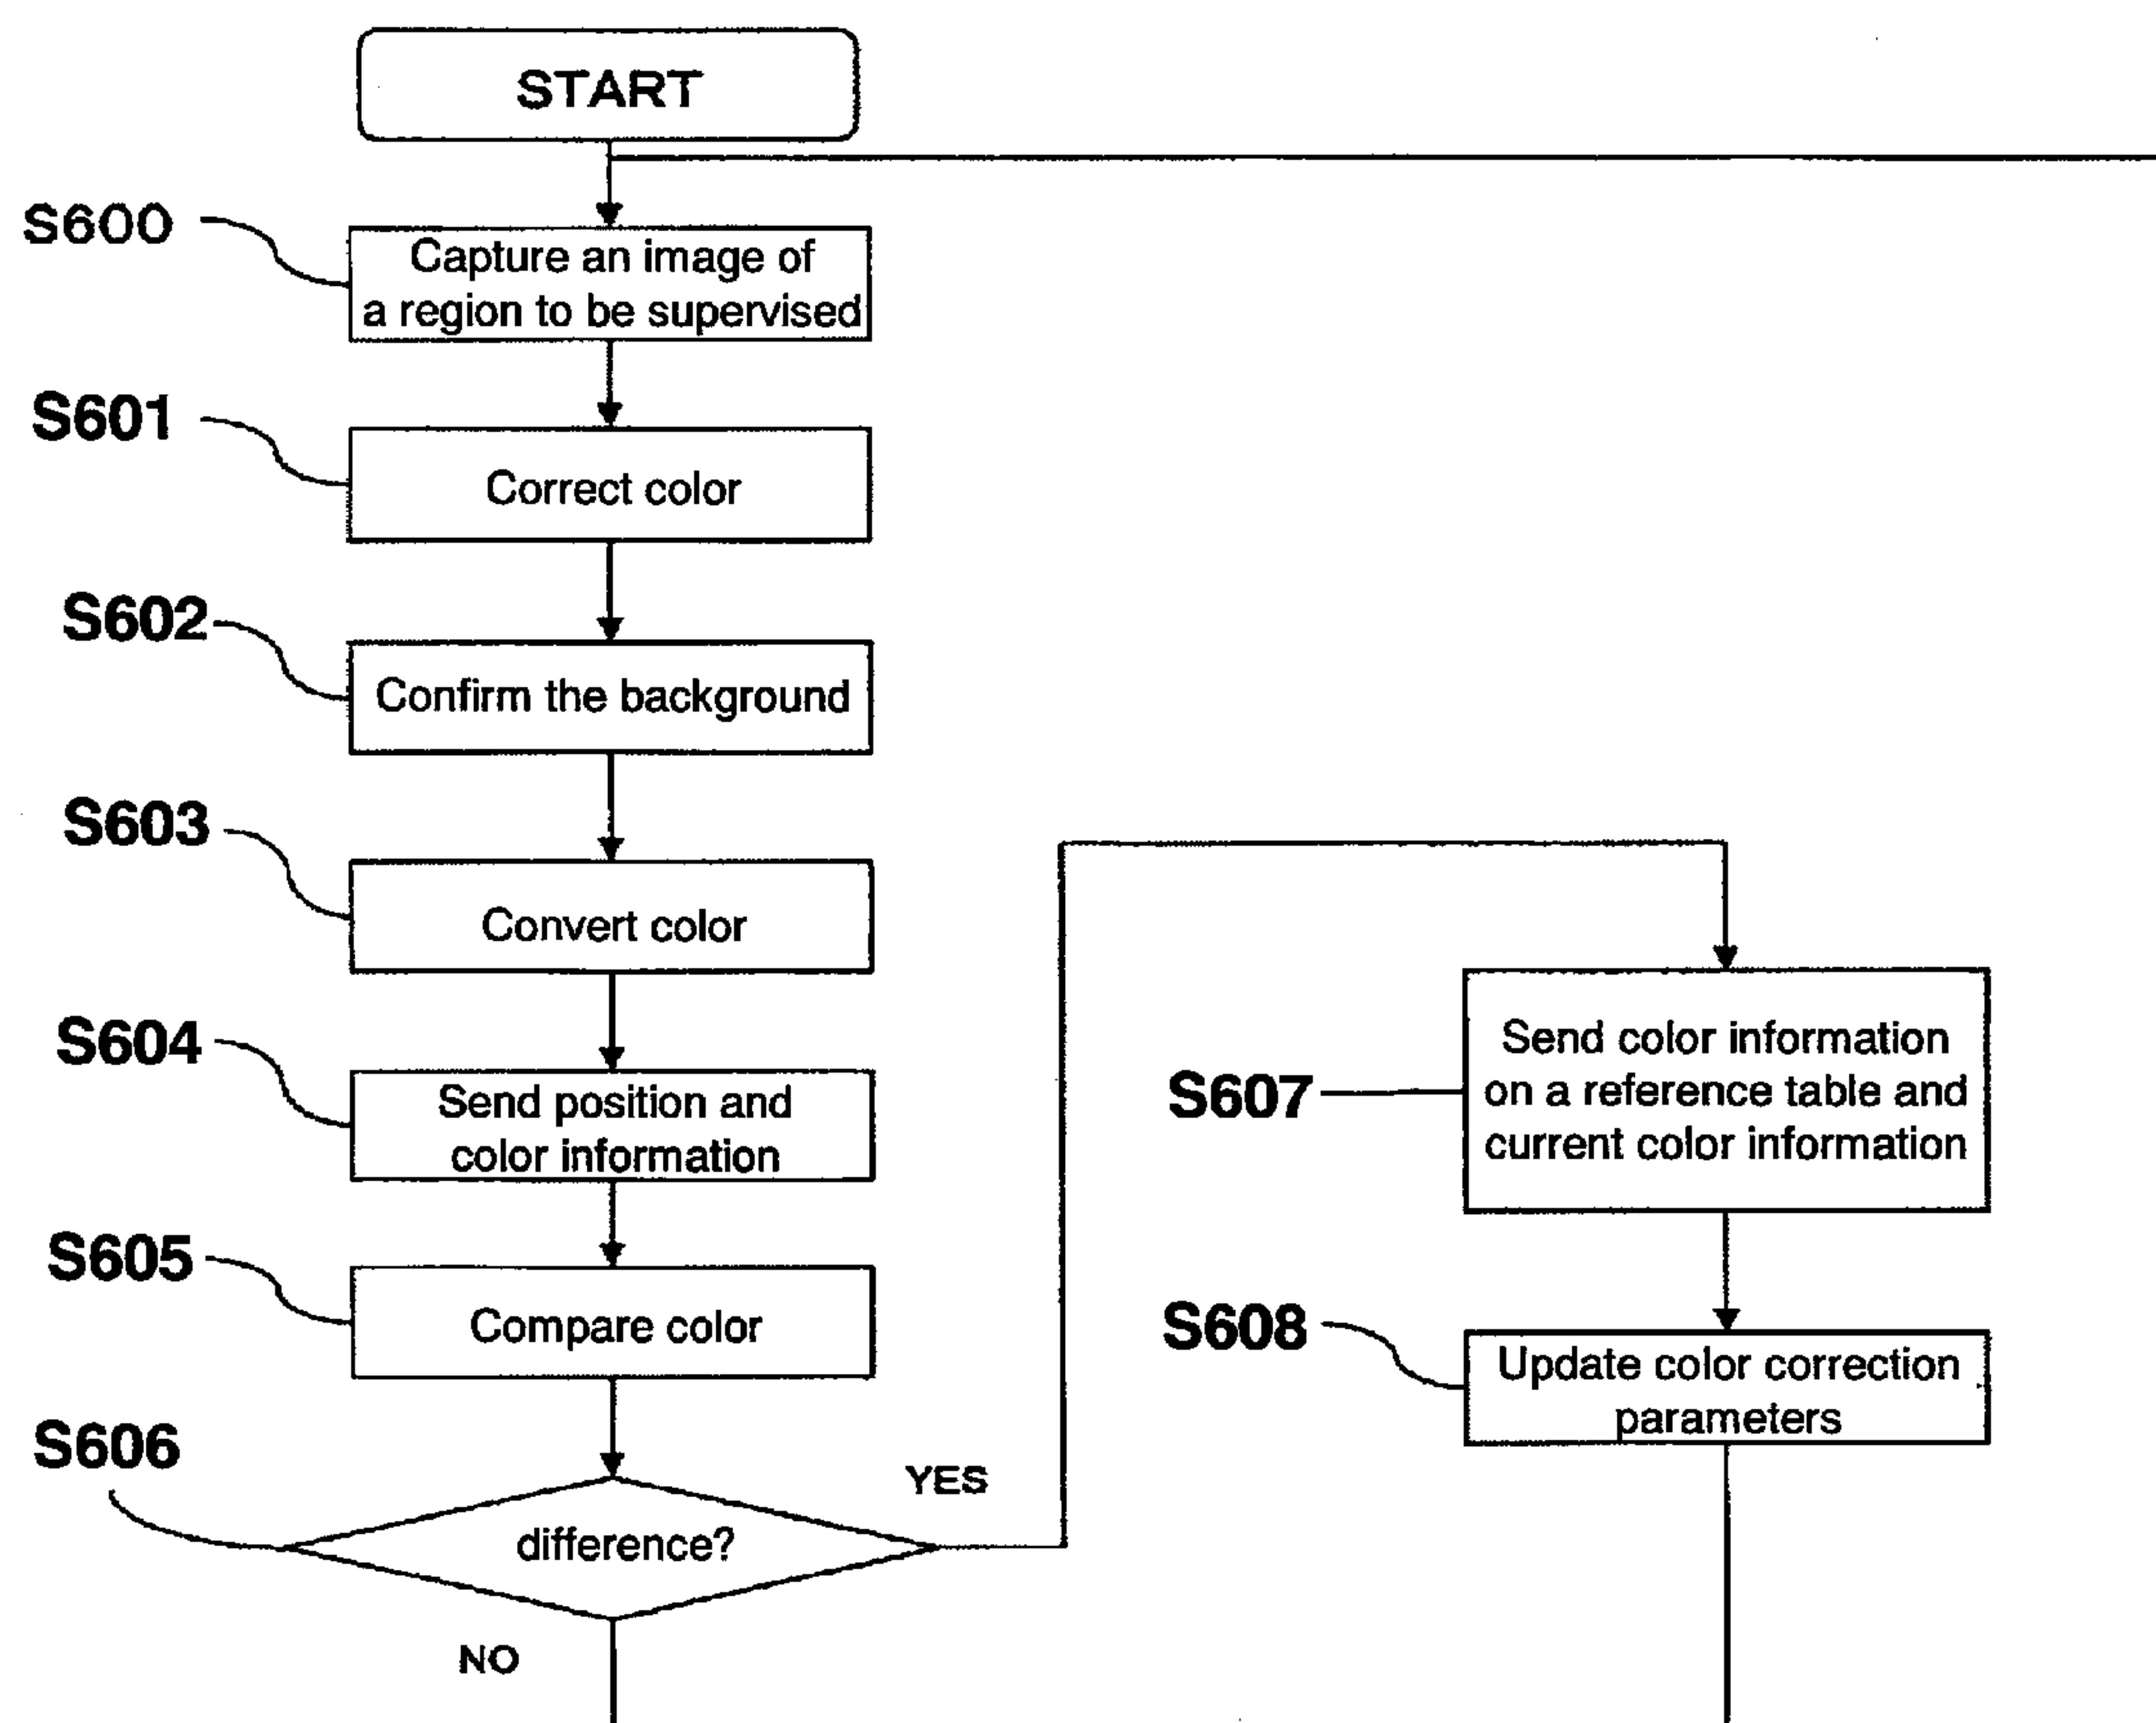 START
S600
Capture an image of
a region to be supervised
S601
Correct color
S602
Confirm the background
S603
Convert color
S604
Send position and
color information
S605
Compare color
S606
difference?
YES
NO
S607
Send color information
on a reference table and
current color information
S608
Update color correction
parameters